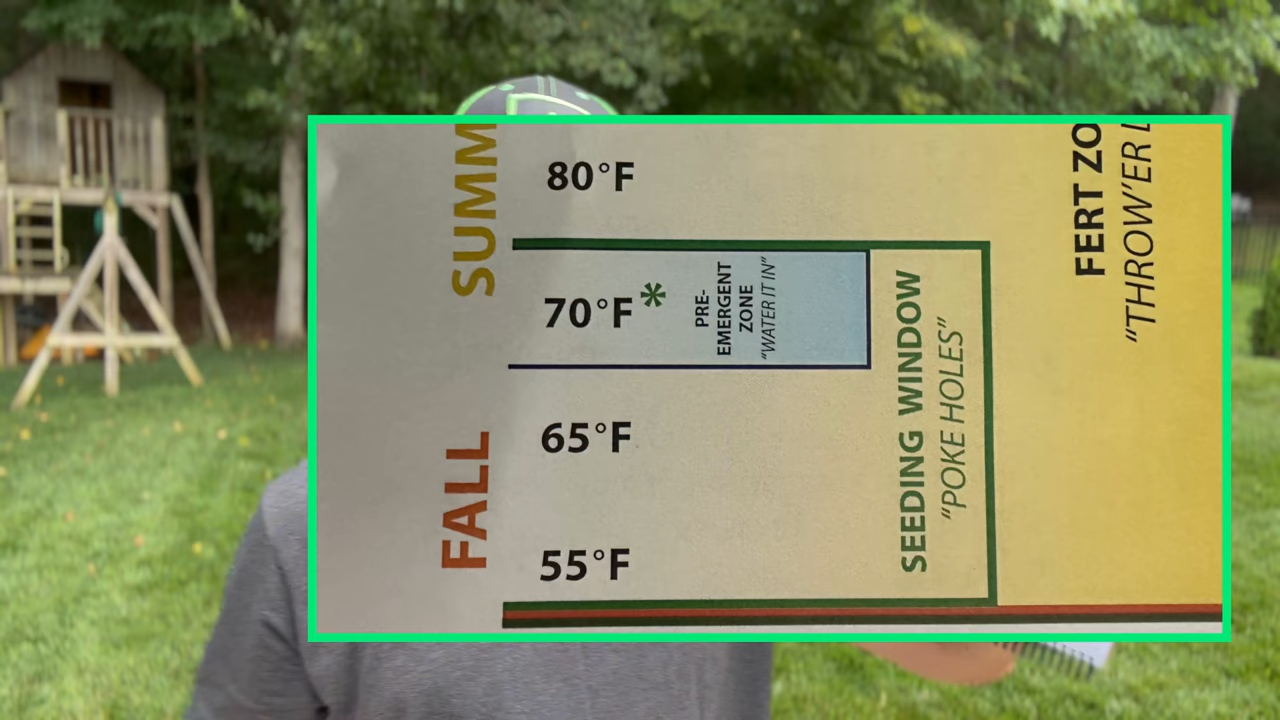 SUMM
80°F
70°F*
PRE-
EMERGENT
ZONE
"WATER IT IN"
65°F
FALL
55°F
SEEDING WINDOW
"POKE HOLES"
FERT ZO
"THROW'ER